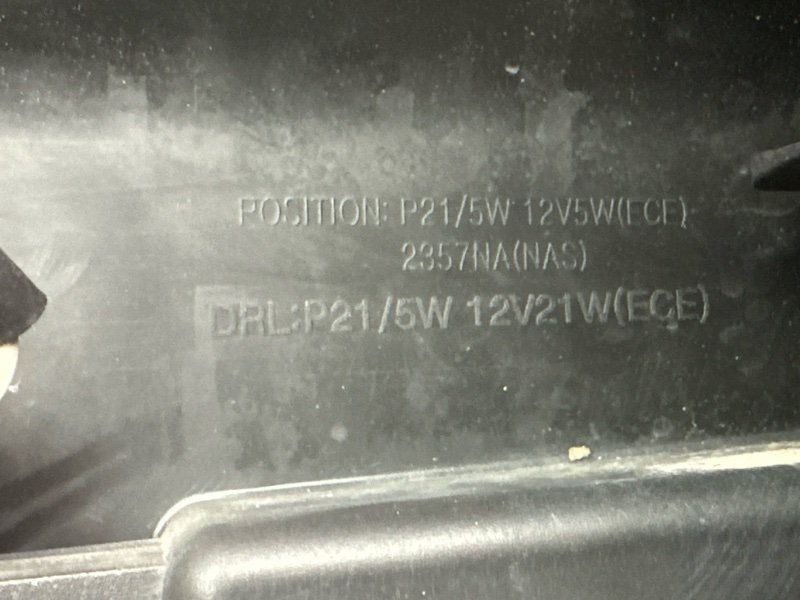 POSITION: P21/5W 12V5W(ECE)
2357NA(NAS)
DRL:P21/5W 12V21W(ECE)